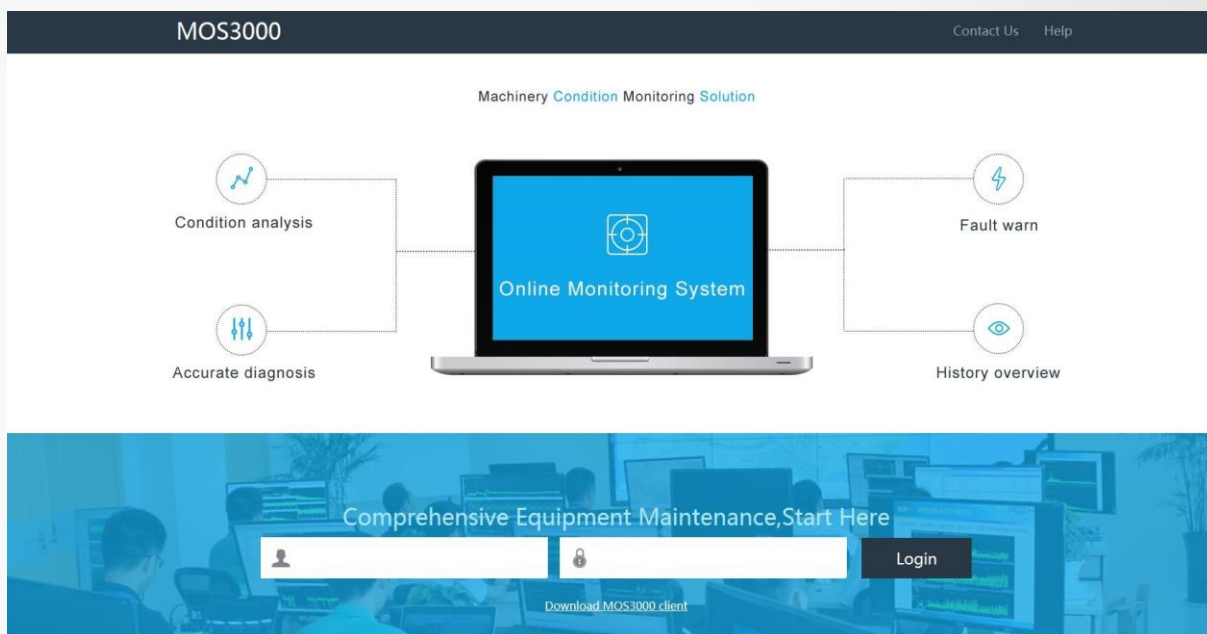 MOS3000
Contact Us Help
Machinery Condition Monitoring Solution
Condition analysis
Fault warn
Online Monitoring System
Accurate diagnosis
History overview
Comprehensive Equipment Maintenance,Start Here
Login
Download MOS3000 client